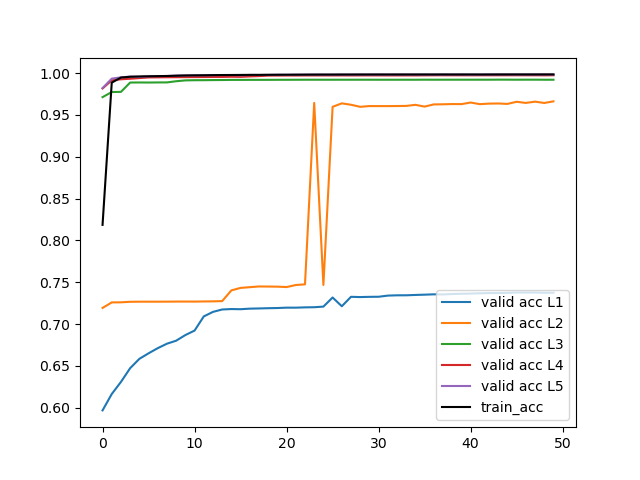 1.00
0.95
0.90
0.85
0.80
0.75
0.70
0.65
0.60
0 10 20 30 40 50
valid acc L1
valid acc L2
valid acc L3
valid acc L4
valid acc L5
train_acc